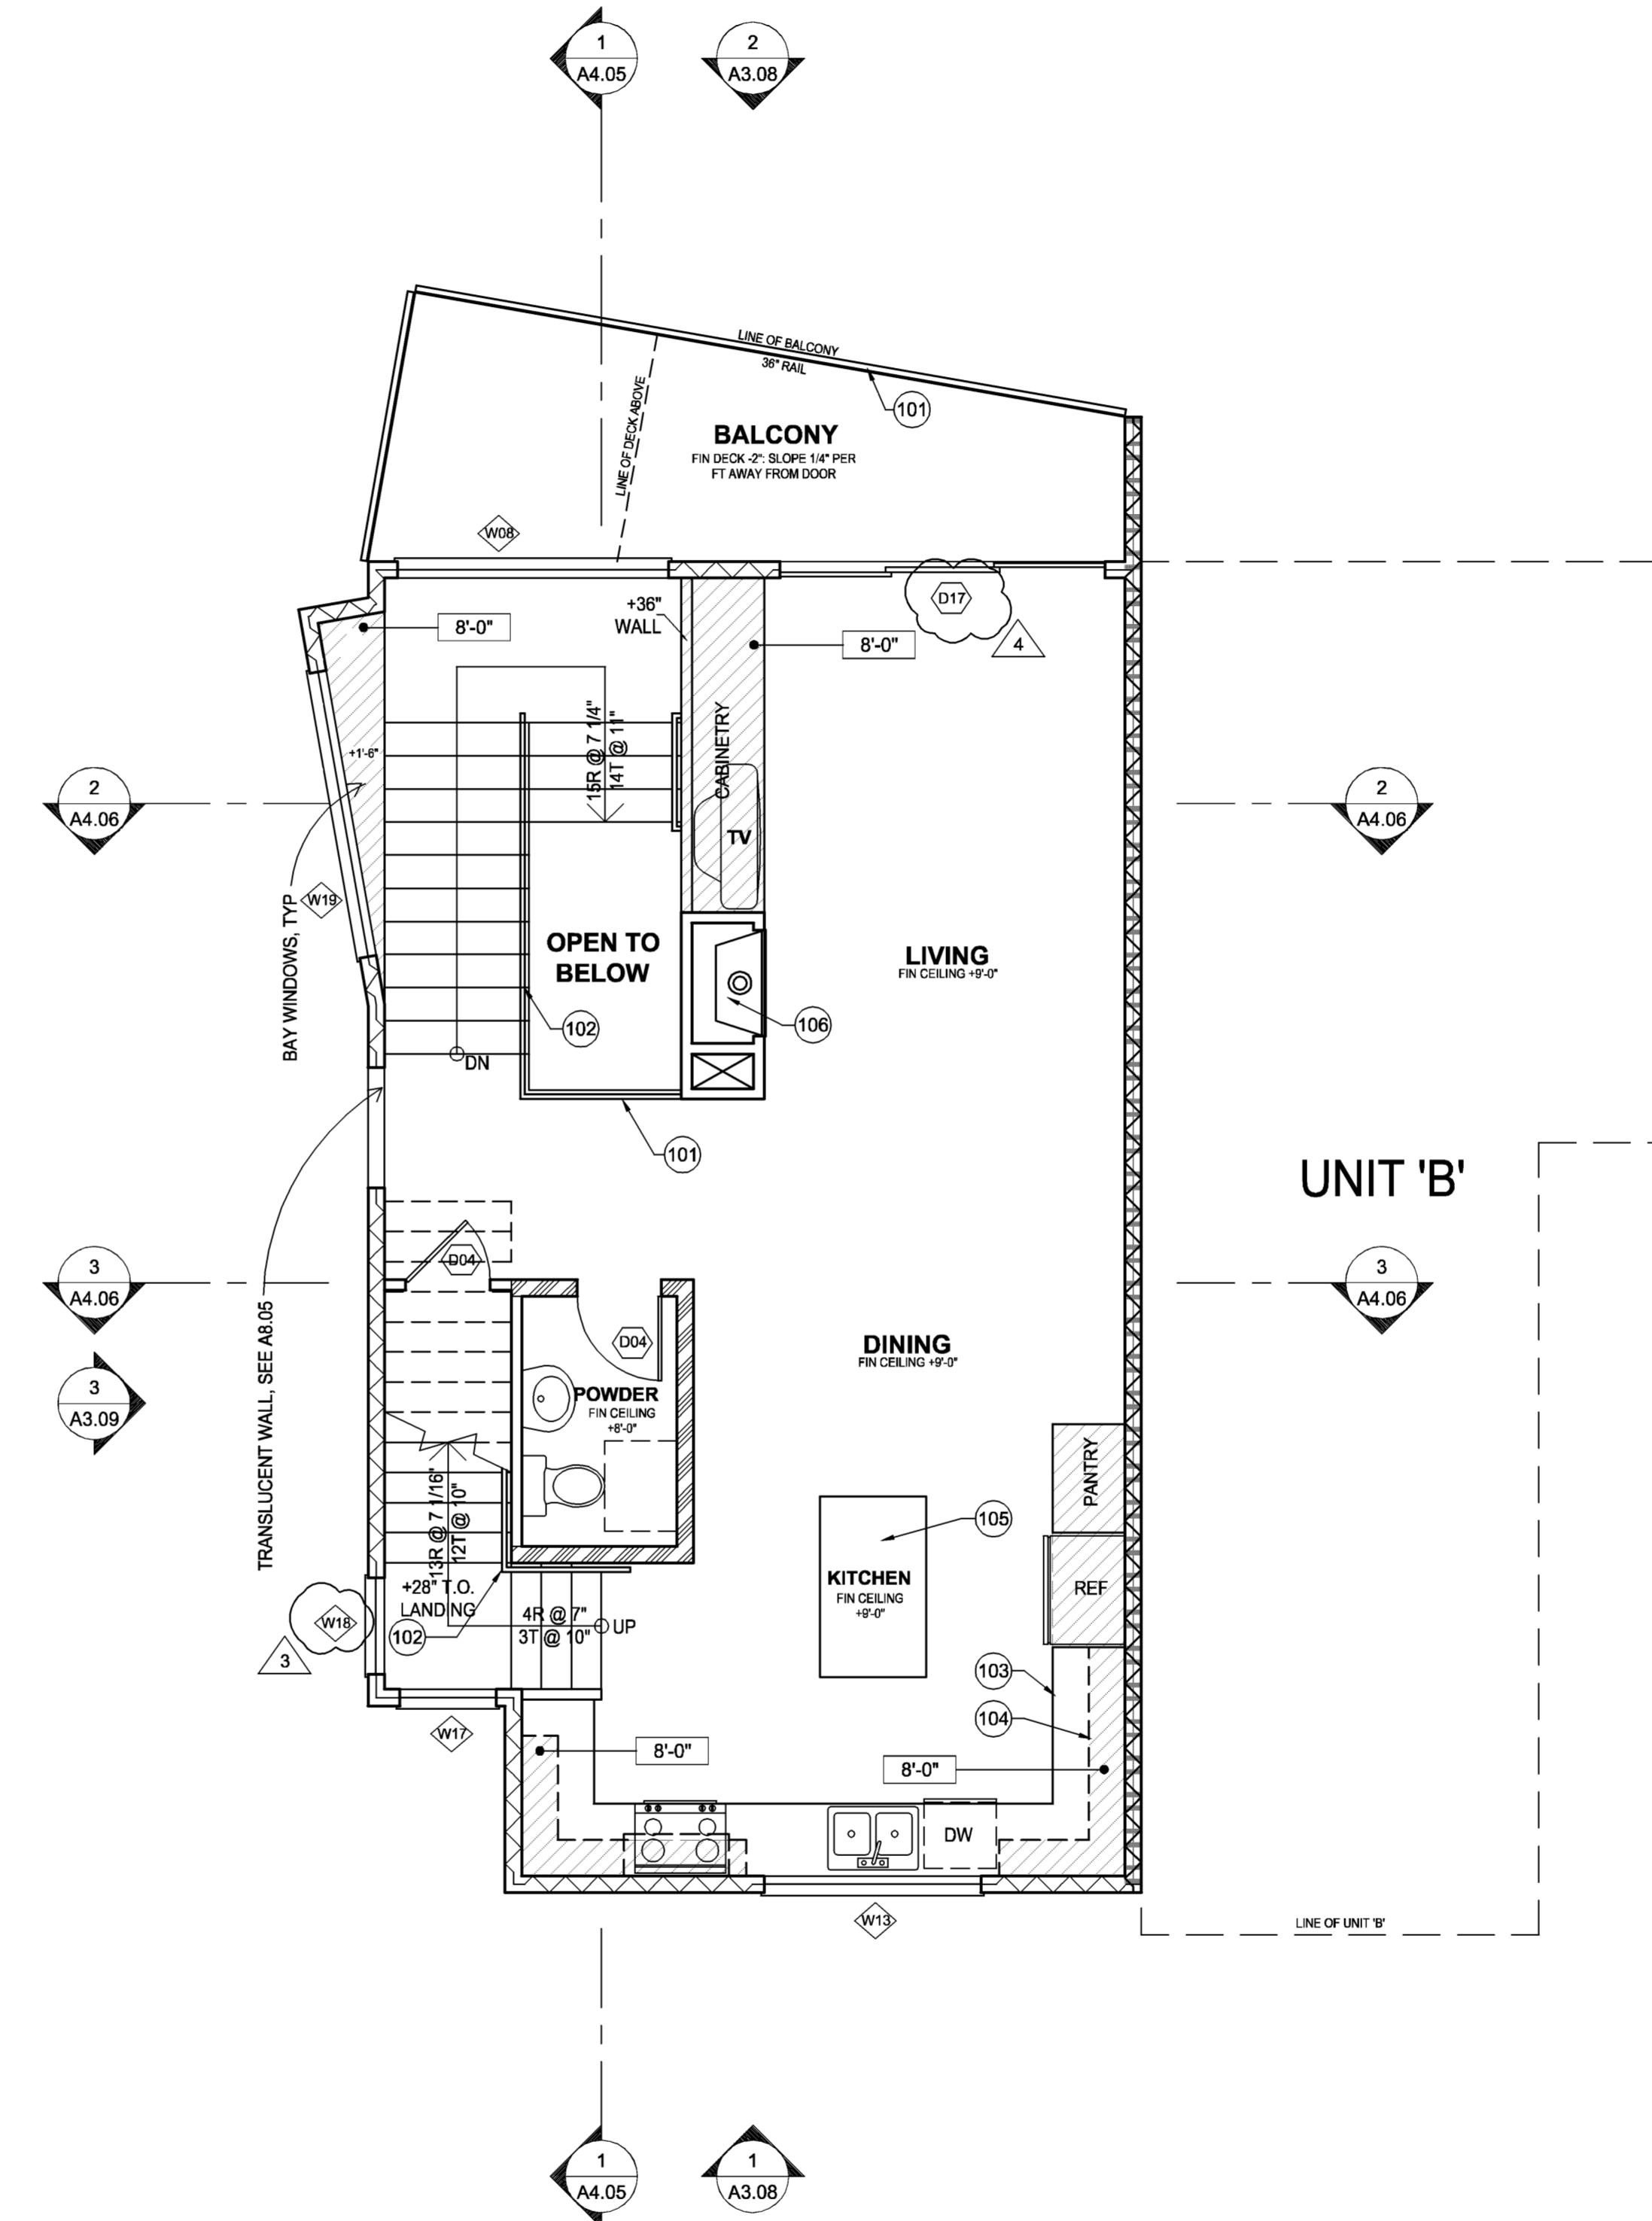 1
A4.05
2
A3.08
LINE OF BALCONY
36" RAIL
LINE OF DECK ABOVE
101
BALCONY
FIN DECK -2": SLOPE 1/4" PER
FT AWAY FROM DOOR
W08
D17
4
+36"
WALL
8'-0"
8'-0"
CABINETRY
15R @ 7 1/4"
14T @ 11"
+1'-6"
TV
2
A4.06
2
A4.06
W19
BAY WINDOWS, TYP
OPEN TO
BELOW
LIVING
FIN CEILING +9'-0"
102
106
DN
101
UNIT 'B'
3
A4.06
3
A4.06
D04
D04
TRANSLUCENT WALL, SEE A8.05
DINING
FIN CEILING +9'-0"
3
A3.09
POWDER
FIN CEILING
+8'-0"
PANTRY
13R @ 7 1/16"
12T @ 10"
105
KITCHEN
FIN CEILING
+9'-0"
REF
+28" T.O.
LANDING
W18
3
102
4R @ 7"
3T @ 10"
UP
103
104
W17
8'-0"
8'-0"
DW
W13
LINE OF UNIT 'B'
1
A4.05
1
A3.08